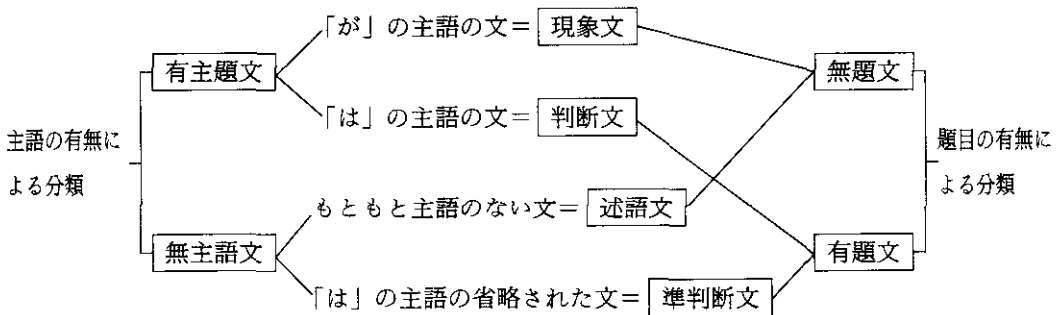 「が」の主語の文＝ 現象文
有主題文
無題文
「は」の主語の文＝ 判断文
主語の有無に
よる分類
題目の有無に
よる分類
もともと主語のない文＝ 述語文
無主語文
有題文
「は」の主語の省略された文＝ 準判断文